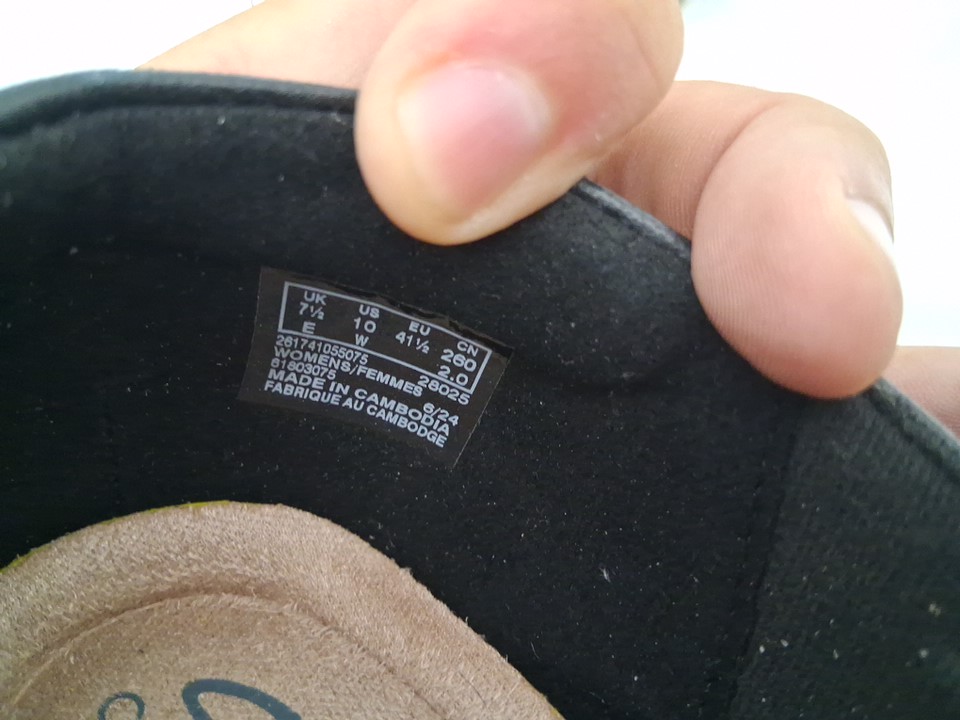 UK US EU CN
7½ 10 41½ 260
E W 2.0
261741055075 28025
WOMENS/FEMMES
61803075 6/24
MADE IN CAMBODIA
FABRIQUE AU CAMBODGE